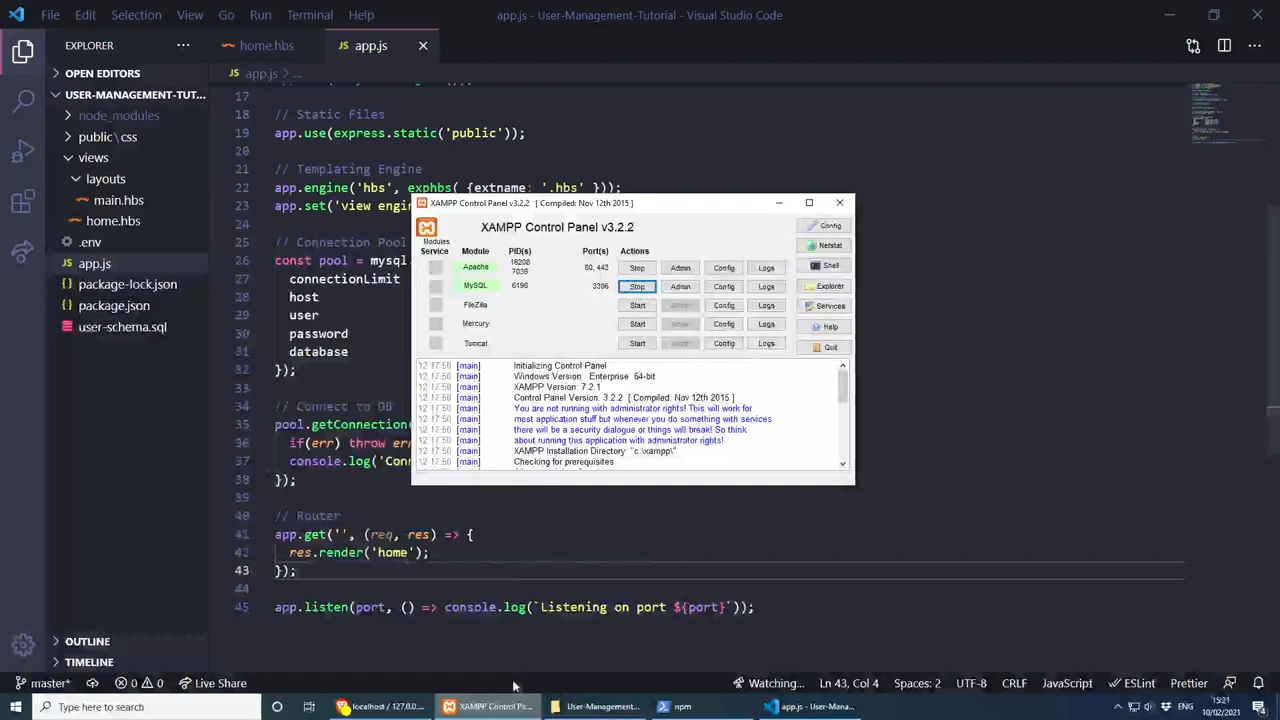 File Edit Selection View Go Run Terminal Help
app.js - User-Management-Tutorial - Visual Studio Code
EXPLORER
OPEN EDITORS
USER-MANAGEMENT-TUT...
node_modules
public\css
views
layouts
main.hbs
home.hbs
.env
app.js
package-lock.json
package.json
user-schema.sql
OUTLINE
TIMELINE
home.hbs
JS app.js
JS app.js > ...
17
18 // Static Files
19 app.use(express.static('public'));
20
21 // Templating Engine
22 app.engine('hbs', exphbs( {extname: '.hbs' }));
23 app.set('view engin
24
25 // Connection Pool
26 const pool = mysql.
27 connectionLimit
28 host
29 user
30 password
31 database
32 });
33
34 // Connect to DB
35 pool.getConnection(
36 if(err) throw err
37 console.log('Con
38 });
39
40 // Router
41 app.get('', (req, res) => {
42 res.render('home');
43 });
44
45 app.listen(port, () => console.log(`Listening on port ${port}`));
XAMPP Control Panel v3.2.2 [ Compiled: Nov 12th 2015 ]
XAMPP Control Panel v3.2.2
Modules
Service Module PID(s) Port(s) Actions
Apache 16208 7036 80, 443 Stop Admin Config Logs
MySQL 6196 3306 Stop Admin Config Logs
FileZilla Start Config Logs
Mercury Start Config Logs
Tomcat Start Config Logs
Config
Netstat
Shell
Explorer
Services
Help
Quit
12:17:50 [main] Initializing Control Panel
12:17:50 [main] Windows Version: Enterprise 64-bit
12:17:50 [main] XAMPP Version: 7.2.1
12:17:50 [main] Control Panel Version: 3.2.2 [ Compiled: Nov 12th 2015 ]
12:17:50 [main] You are not running with administrator rights! This will work for
12:17:50 [main] most application stuff but whenever you do something with services
12:17:50 [main] there will be a security dialogue or things will break! So think
12:17:50 [main] about running this application with administrator rights!
12:17:50 [main] XAMPP Installation Directory: "c:\xampp\"
12:17:50 [main] Checking for prerequisites
master* 0 0 Live Share
Watching... Ln 43, Col 4 Spaces: 2 UTF-8 CRLF JavaScript ESLint Prettier
Type here to search
localhost / 127.0.0...
XAMPP Control Pa...
User-Management-...
npm
app.js - User-Mana...
ENG
15:21
10/02/2021